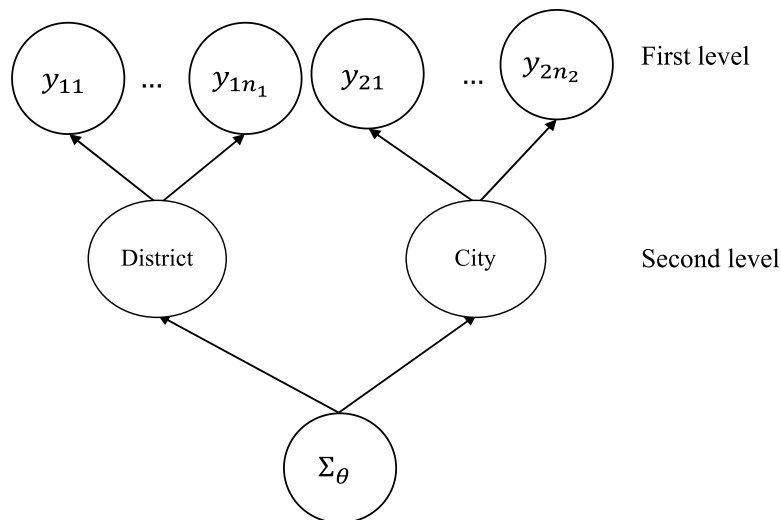 y₁₁ ... y₁ₙ₁ y₂₁ ... y₂ₙ₂ First level
District City Second level
Σθ